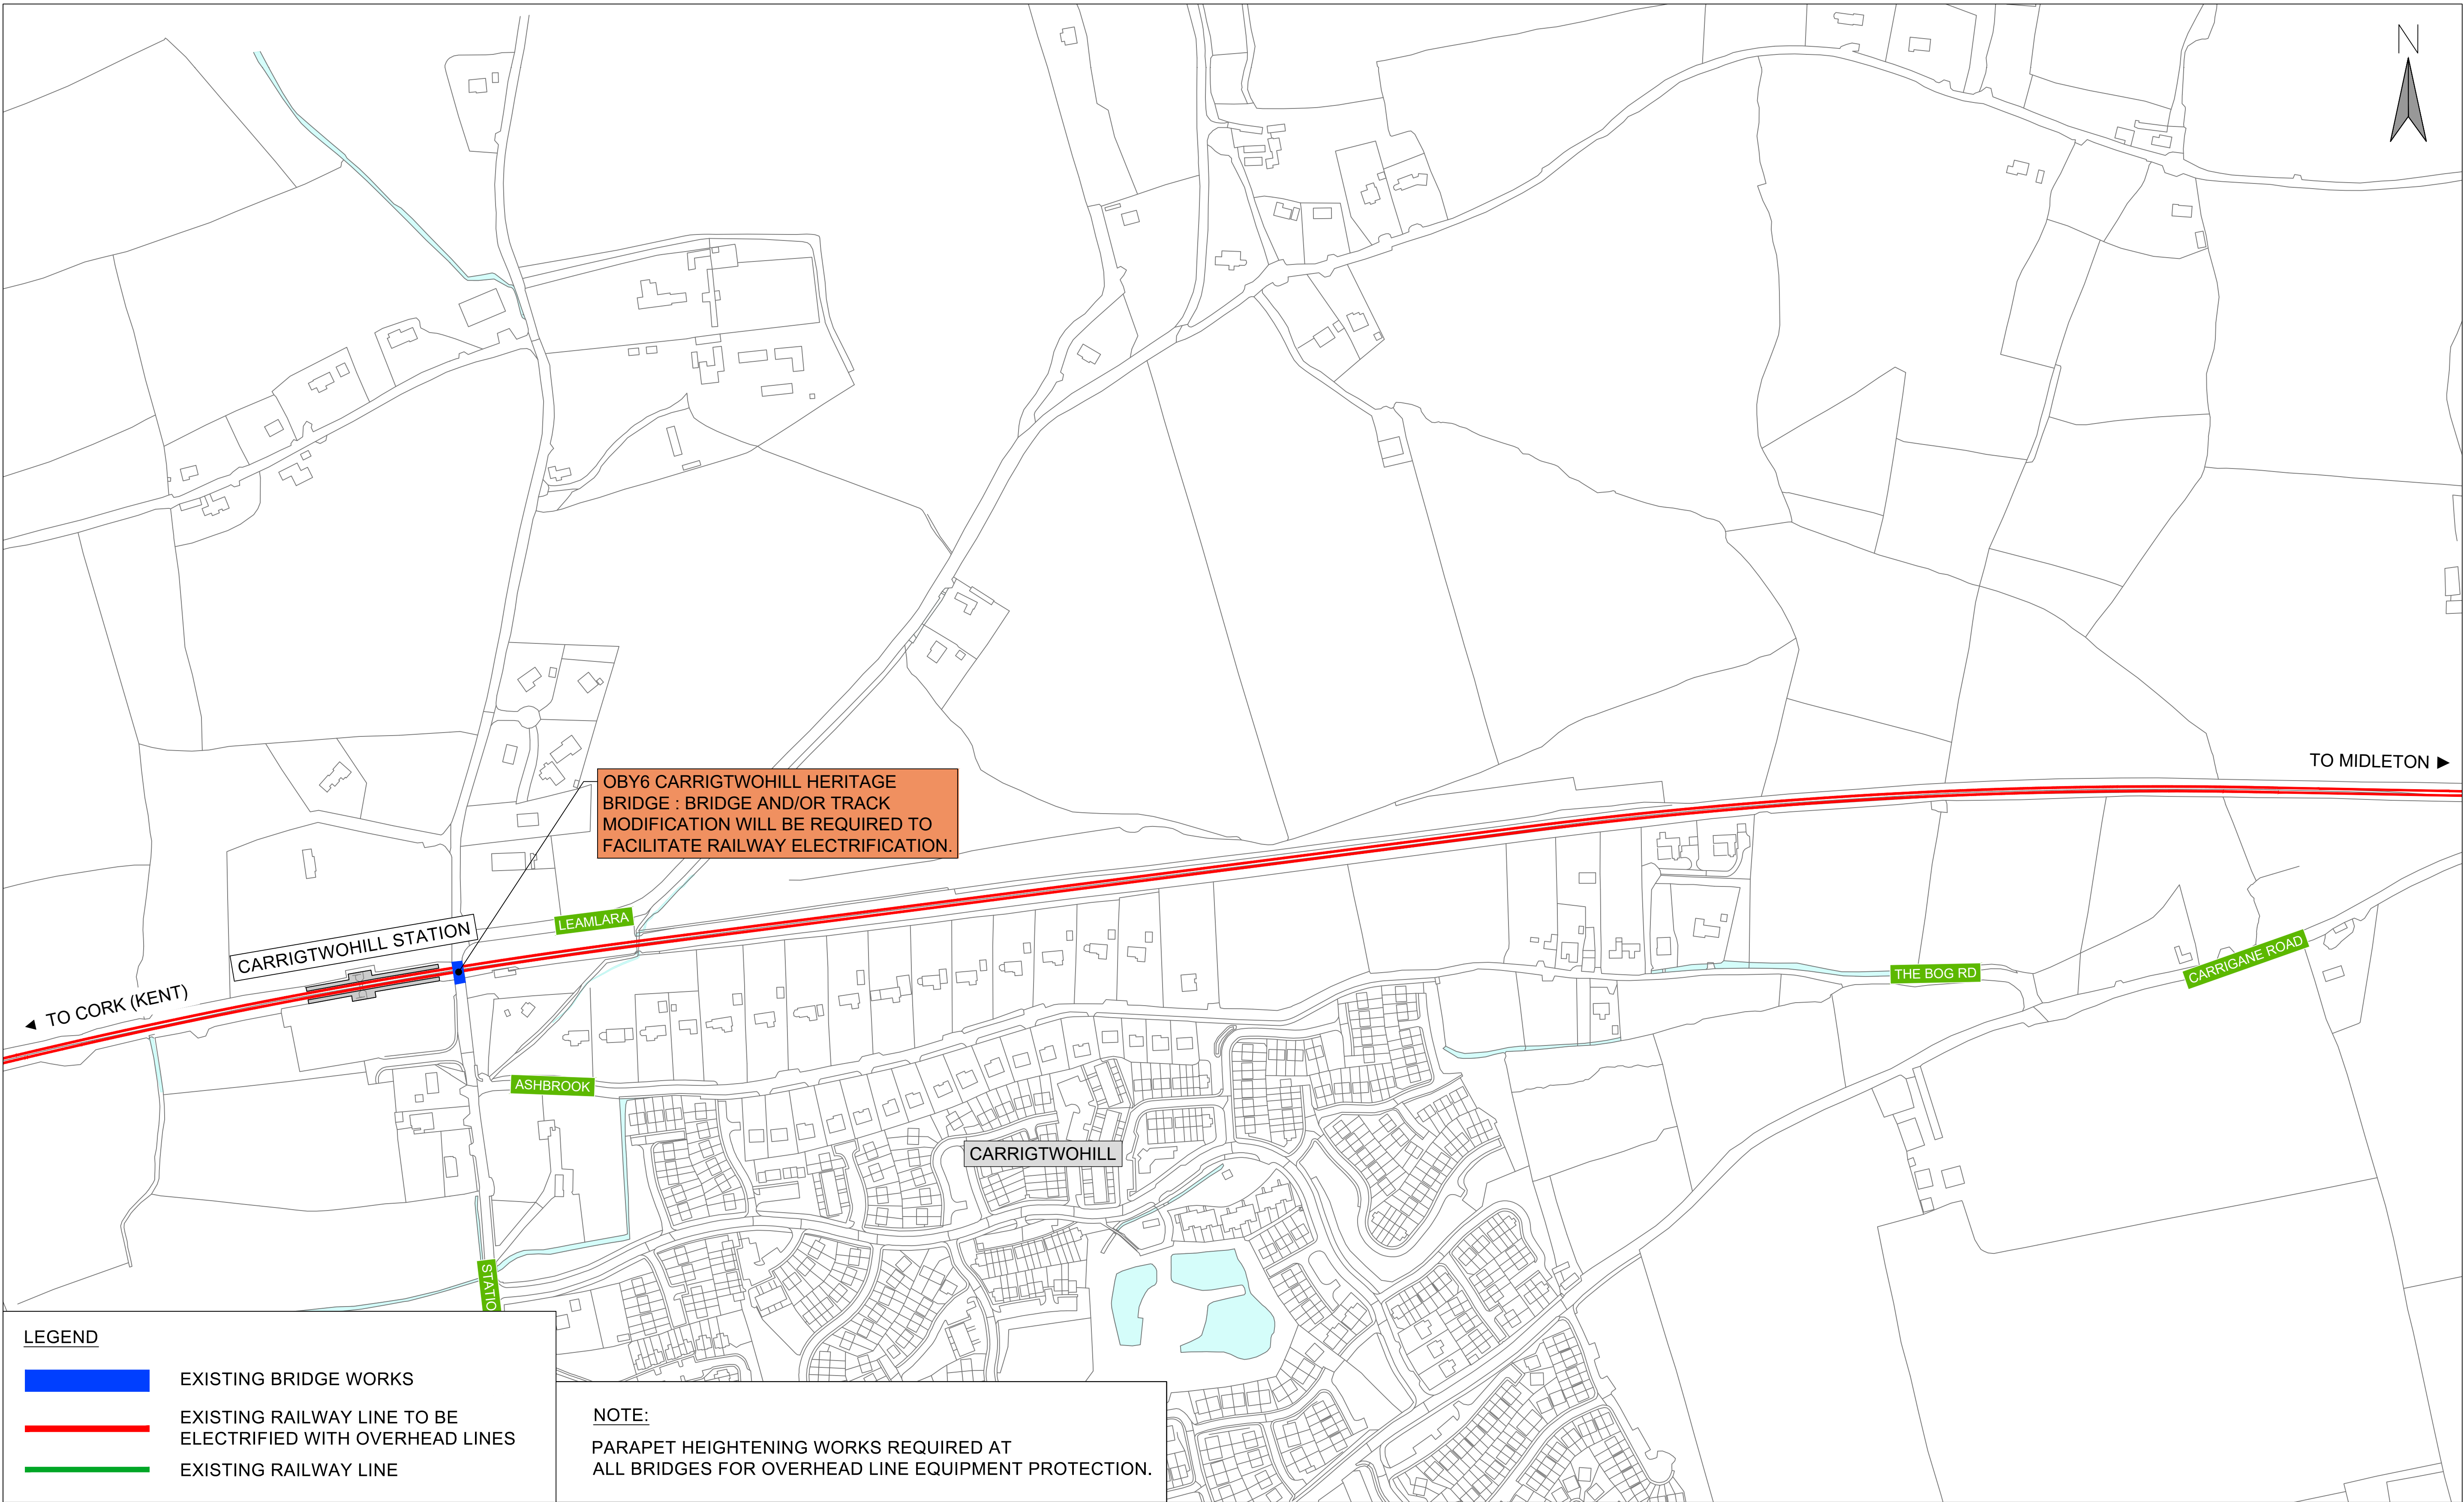 N
OBY6 CARRIGTWOHILL HERITAGE
BRIDGE : BRIDGE AND/OR TRACK
MODIFICATION WILL BE REQUIRED TO
FACILITATE RAILWAY ELECTRIFICATION.
TO MIDLETON ►
LEAMLARA
CARRIGTWOHILL STATION
◄ TO CORK (KENT)
THE BOG RD
CARRIGANE ROAD
ASHBROOK
CARRIGTWOHILL
STATIO
LEGEND
EXISTING BRIDGE WORKS
EXISTING RAILWAY LINE TO BE
ELECTRIFIED WITH OVERHEAD LINES
EXISTING RAILWAY LINE
NOTE:
PARAPET HEIGHTENING WORKS REQUIRED AT
ALL BRIDGES FOR OVERHEAD LINE EQUIPMENT PROTECTION.